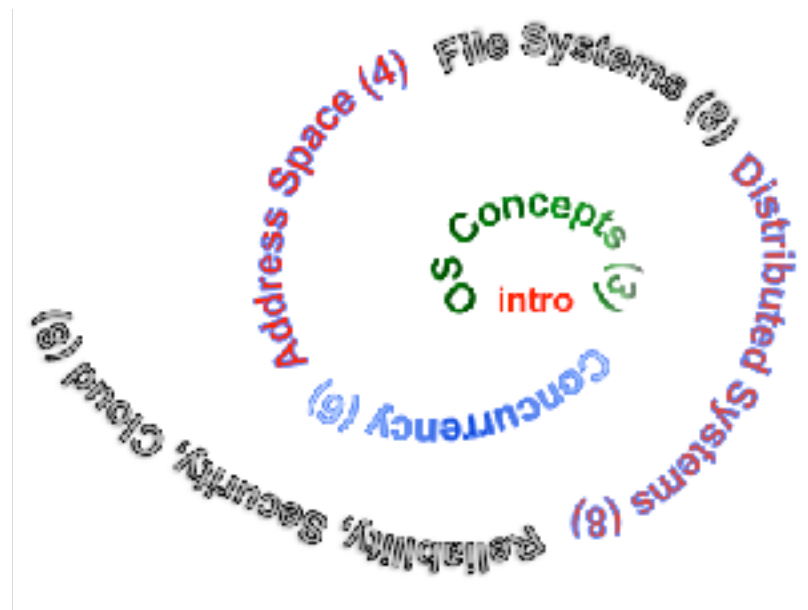 intro
OS Concepts (3)
Concurrency (6)
Address Space (4)
File Systems (8)
Distributed Systems (8)
Reliability, Security, Cloud (8)